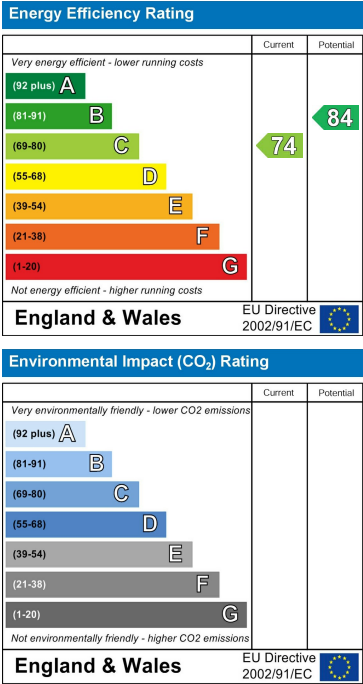 Energy Efficiency Rating
Current Potential
Very energy efficient - lower running costs
(92 plus) A
(81-91) B
(69-80) C
(55-68) D
(39-54) E
(21-38) F
(1-20) G
74
84
Not energy efficient - higher running costs
England & Wales
EU Directive
2002/91/EC
Environmental Impact (CO₂) Rating
Current Potential
Very environmentally friendly - lower CO2 emissions
(92 plus) A
(81-91) B
(69-80) C
(55-68) D
(39-54) E
(21-38) F
(1-20) G
Not environmentally friendly - higher CO2 emissions
England & Wales
EU Directive
2002/91/EC